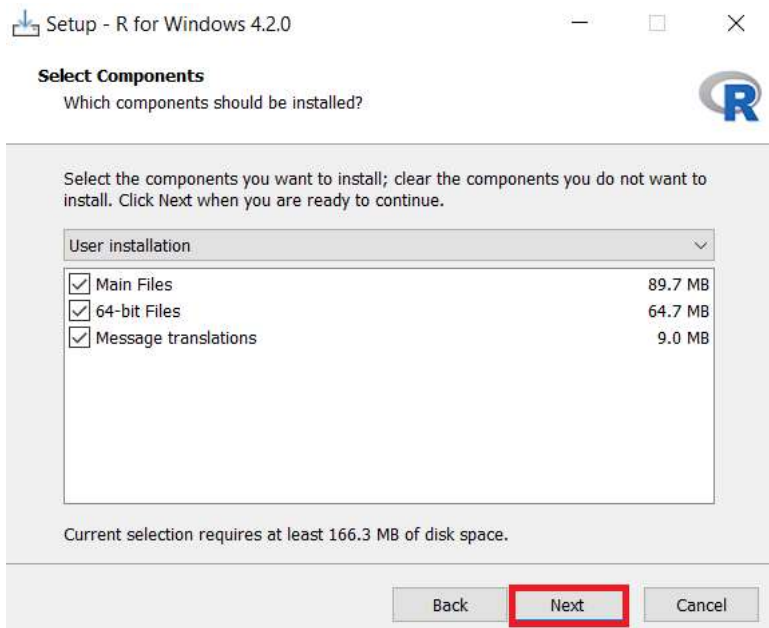 Setup - R for Windows 4.2.0
Select Components
Which components should be installed?
R
Select the components you want to install; clear the components you do not want to
install. Click Next when you are ready to continue.
User installation
Main Files 89.7 MB
64-bit Files 64.7 MB
Message translations 9.0 MB
Current selection requires at least 166.3 MB of disk space.
Back Next Cancel